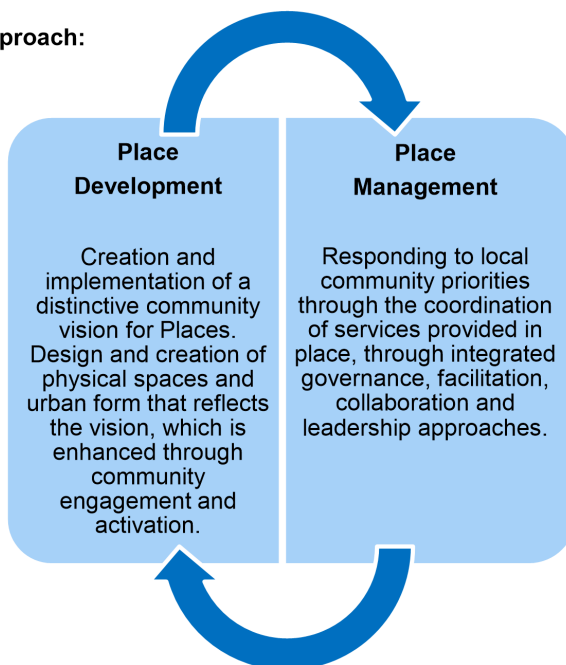 proach:
Place
Development
Creation and
implementation of a
distinctive community
vision for Places.
Design and creation of
physical spaces and
urban form that reflects
the vision, which is
enhanced through
community
engagement and
activation.
Place
Management
Responding to local
community priorities
through the coordination
of services provided in
place, through integrated
governance, facilitation,
collaboration and
leadership approaches.